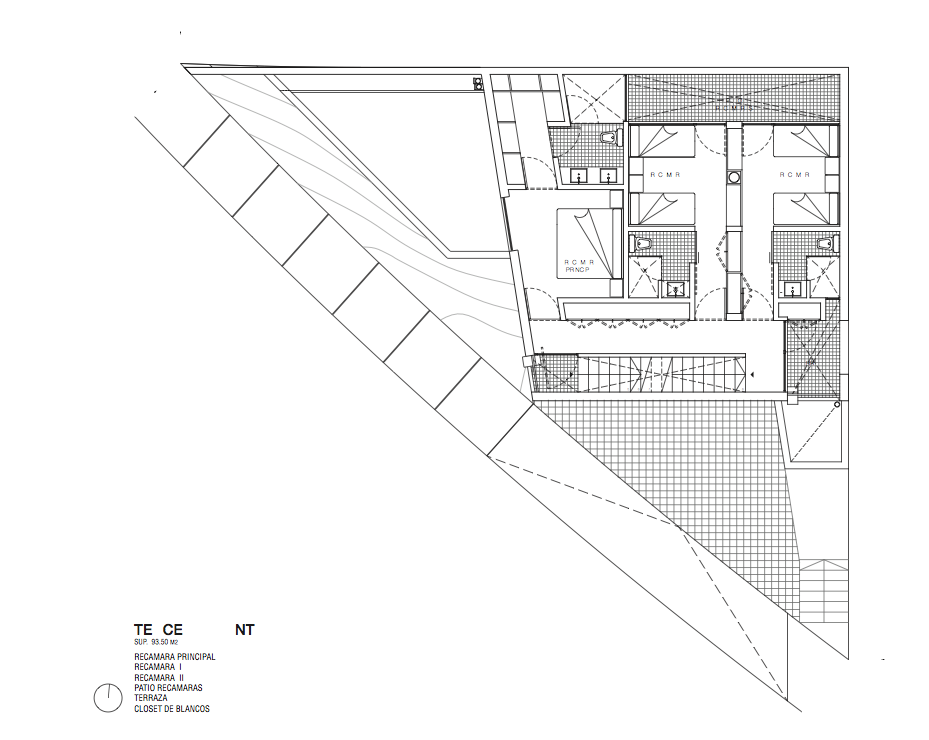 R C M R S
R C M R
R C M R
R C M R
PRNCP
TE CE NT
SUP. 93.50 M2
RECAMARA PRINCIPAL
RECAMARA I
RECAMARA II
PATIO RECAMARAS
TERRAZA
CLOSET DE BLANCOS